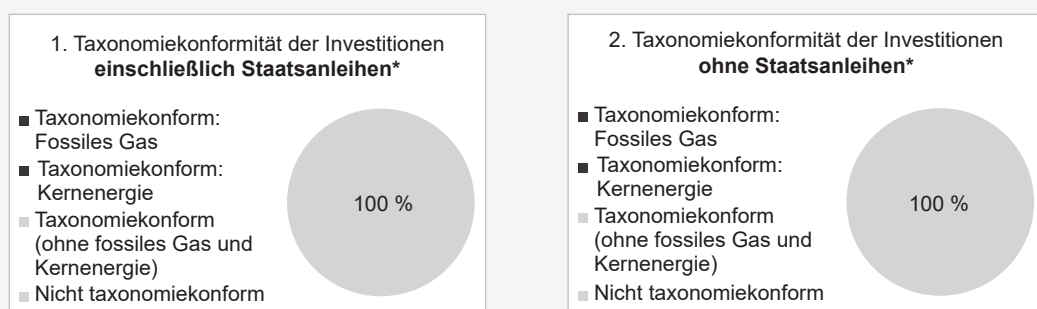 1. Taxonomiekonformität der Investitionen
einschließlich Staatsanleihen*
Taxonomiekonform:
Fossiles Gas
Taxonomiekonform:
Kernenergie
Taxonomiekonform
(ohne fossiles Gas und
Kernenergie)
Nicht taxonomiekonform
100 %
2. Taxonomiekonformität der Investitionen
ohne Staatsanleihen*
Taxonomiekonform:
Fossiles Gas
Taxonomiekonform:
Kernenergie
Taxonomiekonform
(ohne fossiles Gas und
Kernenergie)
Nicht taxonomiekonform
100 %